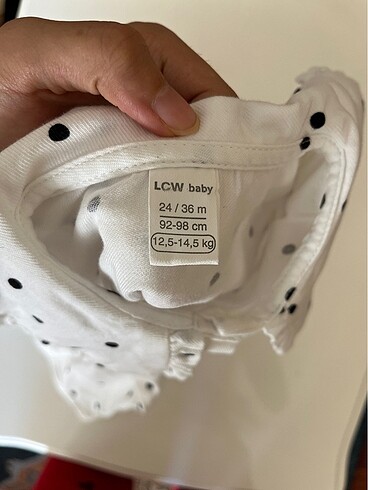 LCW baby
24 / 36 m
92-98 cm
12,5-14,5 kg